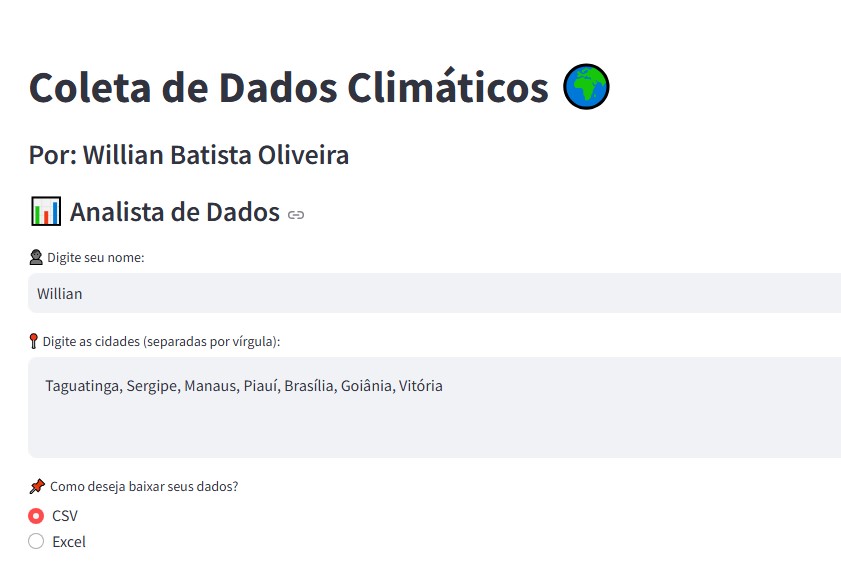 Coleta de Dados Climáticos
Por: Willian Batista Oliveira
Analista de Dados
Digite seu nome:
Willian
Digite as cidades (separadas por vírgula):
Taguatinga, Sergipe, Manaus, Piauí, Brasília, Goiânia, Vitória
Como deseja baixar seus dados?
CSV
Excel